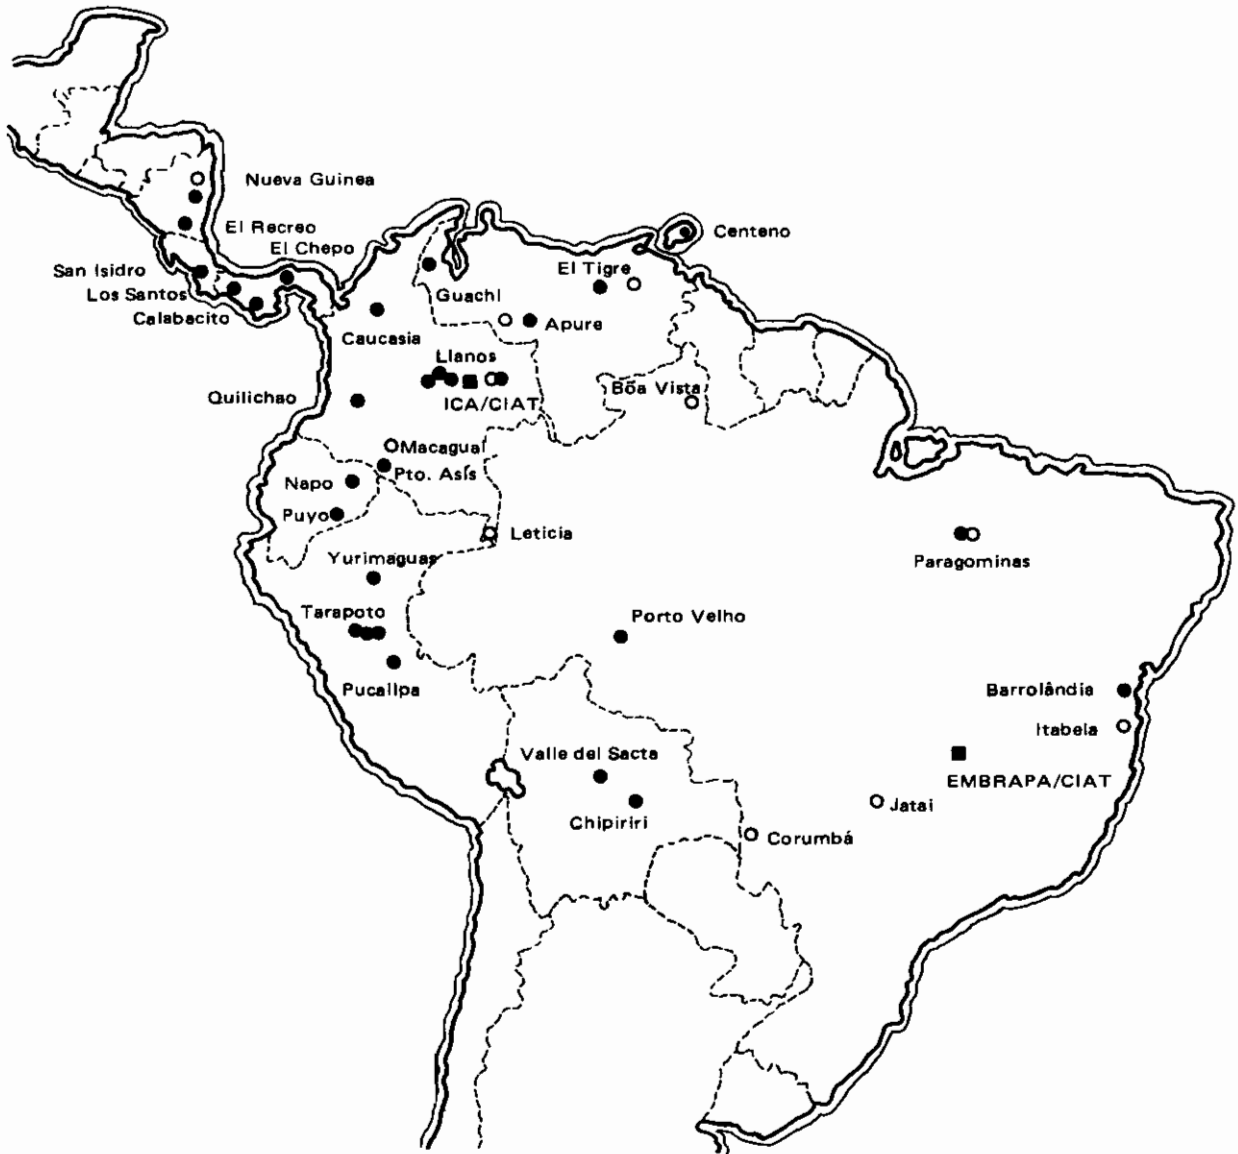 Nueva Guinea
El Recreo
El Chepo
Centeno
San Isidro
El Tigre
Los Santos
Guachi
Calabacito
Apure
Caucasia
Llanos
Bõa Vista
Quilichao
ICA/CIAT
Macagual
Pto. Asís
Napo
Puyo
Leticia
Yurimaguas
Paragominas
Tarapoto
Porto Velho
Pucallpa
Barrolândia
Itabela
Valle del Sacta
EMBRAPA/CIAT
Jatai
Chipiriri
Corumbá